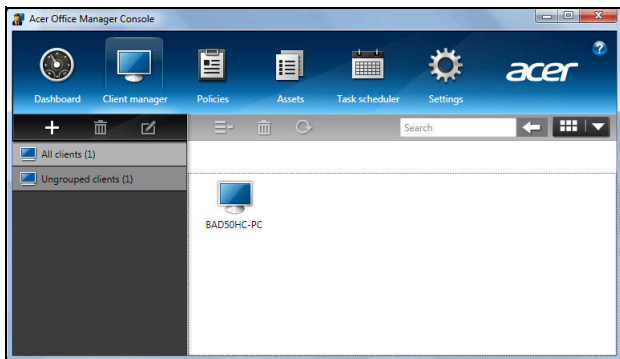 Acer Office Manager Console
acer
Dashboard Client manager Policies Assets Task scheduler Settings
Search
All clients (1)
Ungrouped clients (1)
BAD50HC-PC